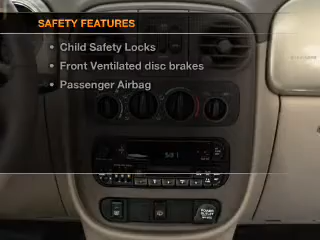 SAFETY FEATURES
Child Safety Locks
Front Ventilated disc brakes
Passenger Airbag